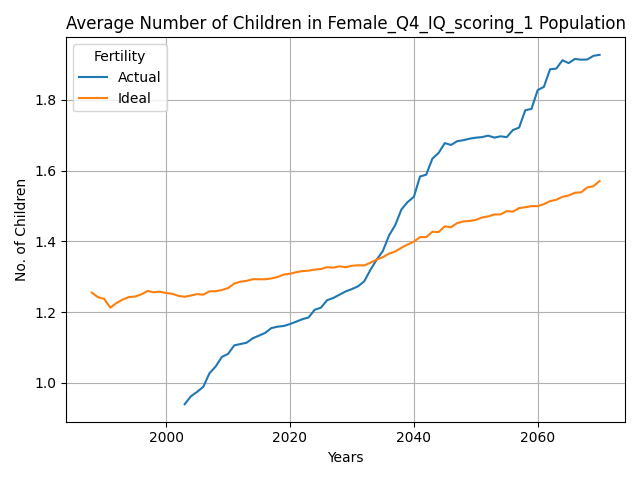 Average Number of Children in Female_Q4_IQ_scoring_1 Population
Fertility
Actual
Ideal
No. of Children
1.8
1.6
1.4
1.2
1.0
2000 2020 2040 2060
Years